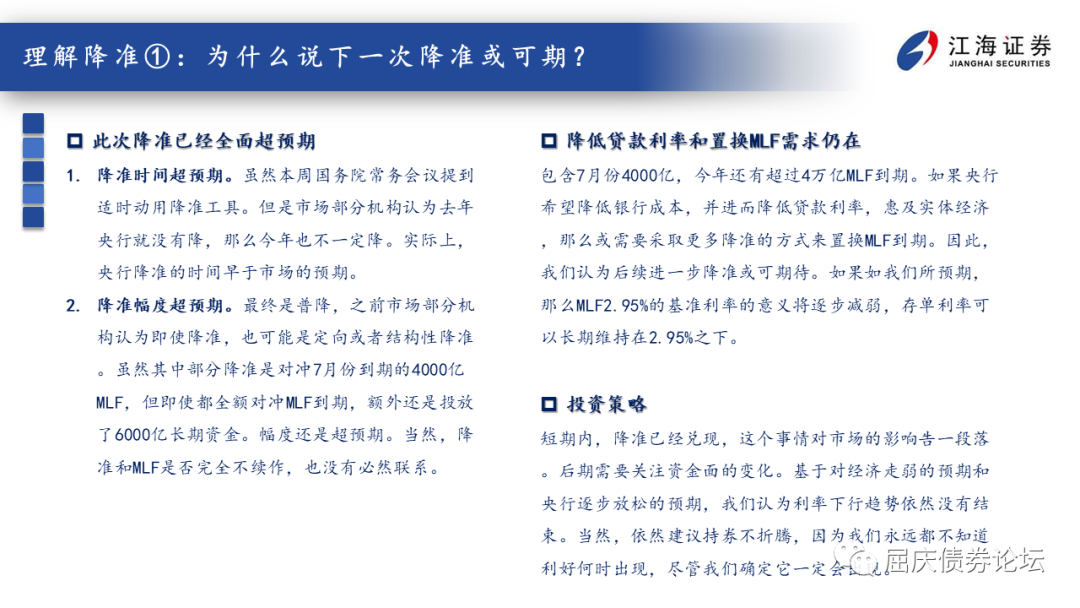 理解降准①：为什么说下一次降准或可期？
江海证券
JIANGHAI SECURITIES
此次降准已经全面超预期
1. 降准时间超预期。虽然本周国务院常务会议提到
适时动用降准工具。但是市场部分机构认为去年
央行就没有降，那么今年也不一定降。实际上，
央行降准的时间早于市场的预期。
2. 降准幅度超预期。最终是普降，之前市场部分机
构认为即使降准，也可能是定向或者结构性降准
。虽然其中部分降准是对冲7月份到期的4000亿
MLF，但即使都全额对冲MLF到期，额外还是投放
了6000亿长期资金。幅度还是超预期。当然，降
准和MLF是否完全不续作，也没有必然联系。
降低贷款利率和置换MLF需求仍在
包含7月份4000亿，今年还有超过4万亿MLF到期。如果央行
希望降低银行成本，并进而降低贷款利率，惠及实体经济
，那么或需要采取更多降准的方式来置换MLF到期。因此，
我们认为后续进一步降准或可期待。如果如我们所预期，
那么MLF2.95%的基准利率的意义将逐步减弱，存单利率可
以长期维持在2.95%之下。
投资策略
短期内，降准已经兑现，这个事情对市场的影响告一段落
。后期需要关注资金面的变化。基于对经济走弱的预期和
央行逐步放松的预期，我们认为利率下行趋势依然没有结
束。当然，依然建议持券不折腾，因为我们永远都不知道
利好何时出现，尽管我们确定它一定会
屈庆债券论坛